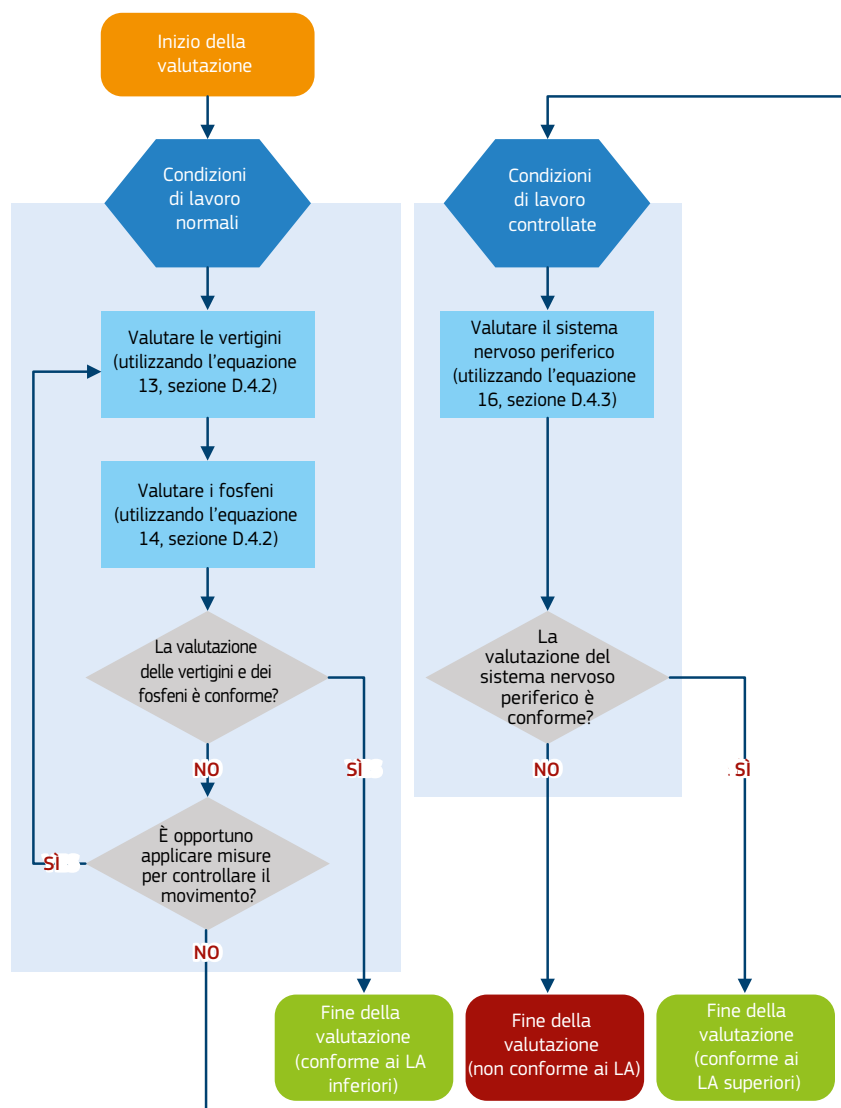 Inizio della
valutazione
Condizioni
di lavoro
normali
Valutare le vertigini
(utilizzando l'equazione
13, sezione D.4.2)
Valutare i fosfeni
(utilizzando l'equazione
14, sezione D.4.2)
La valutazione
delle vertigini e dei
fosfeni è conforme?
NO
SÌ
È opportuno
applicare misure
per controllare il
movimento?
SÌ
NO
Condizioni
di lavoro
controllate
Valutare il sistema
nervoso periferico
(utilizzando l'equazione
16, sezione D.4.3)
La
valutazione del
sistema nervoso
periferico è
conforme?
NO
SÌ
Fine della
valutazione
(conforme ai LA
inferiori)
Fine della
valutazione
(non conforme ai LA)
Fine della
valutazione
(conforme ai
LA superiori)